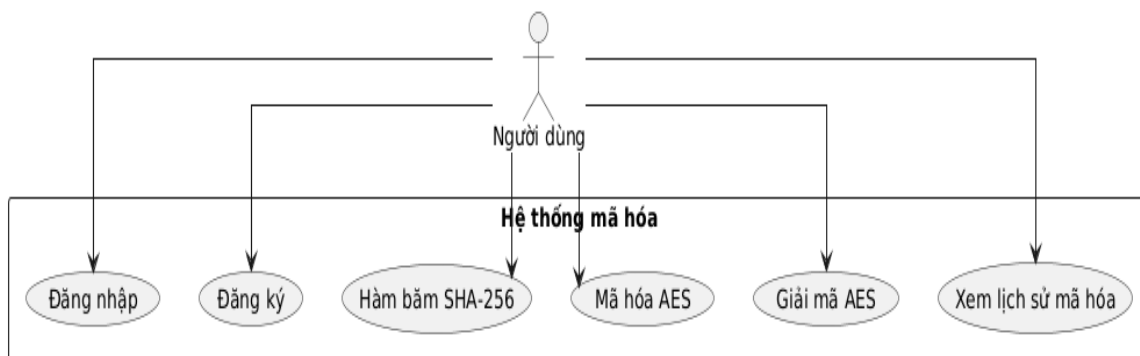 Người dùng
Hệ thống mã hóa
Đăng nhập
Đăng ký
Hàm băm SHA-256
Mã hóa AES
Giải mã AES
Xem lịch sử mã hóa